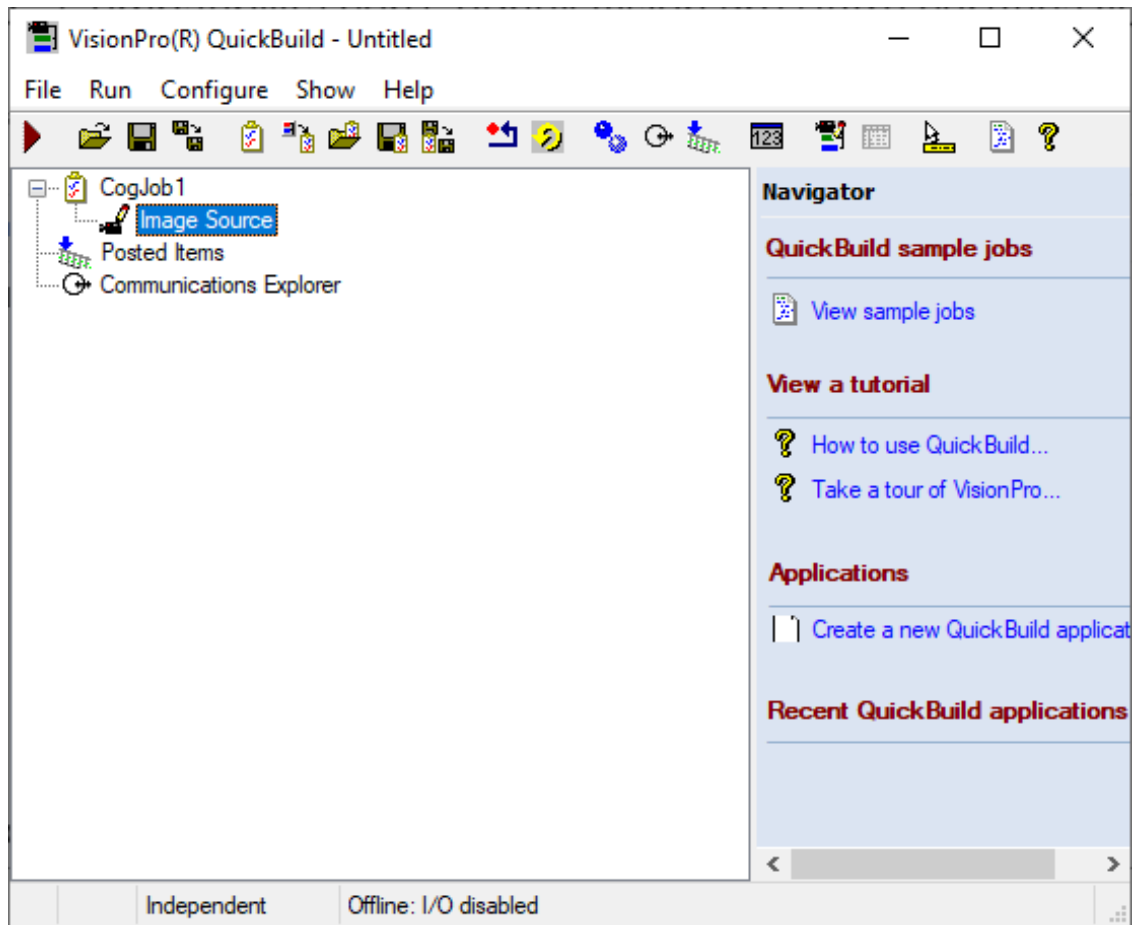 VisionPro(R) QuickBuild - Untitled
File Run Configure Show Help
123
CogJob1
Image Source
Posted Items
Communications Explorer
Navigator
QuickBuild sample jobs
View sample jobs
View a tutorial
How to use QuickBuild...
Take a tour of VisionPro...
Applications
Create a new QuickBuild applicat
Recent QuickBuild applications
Independent Offline: I/O disabled